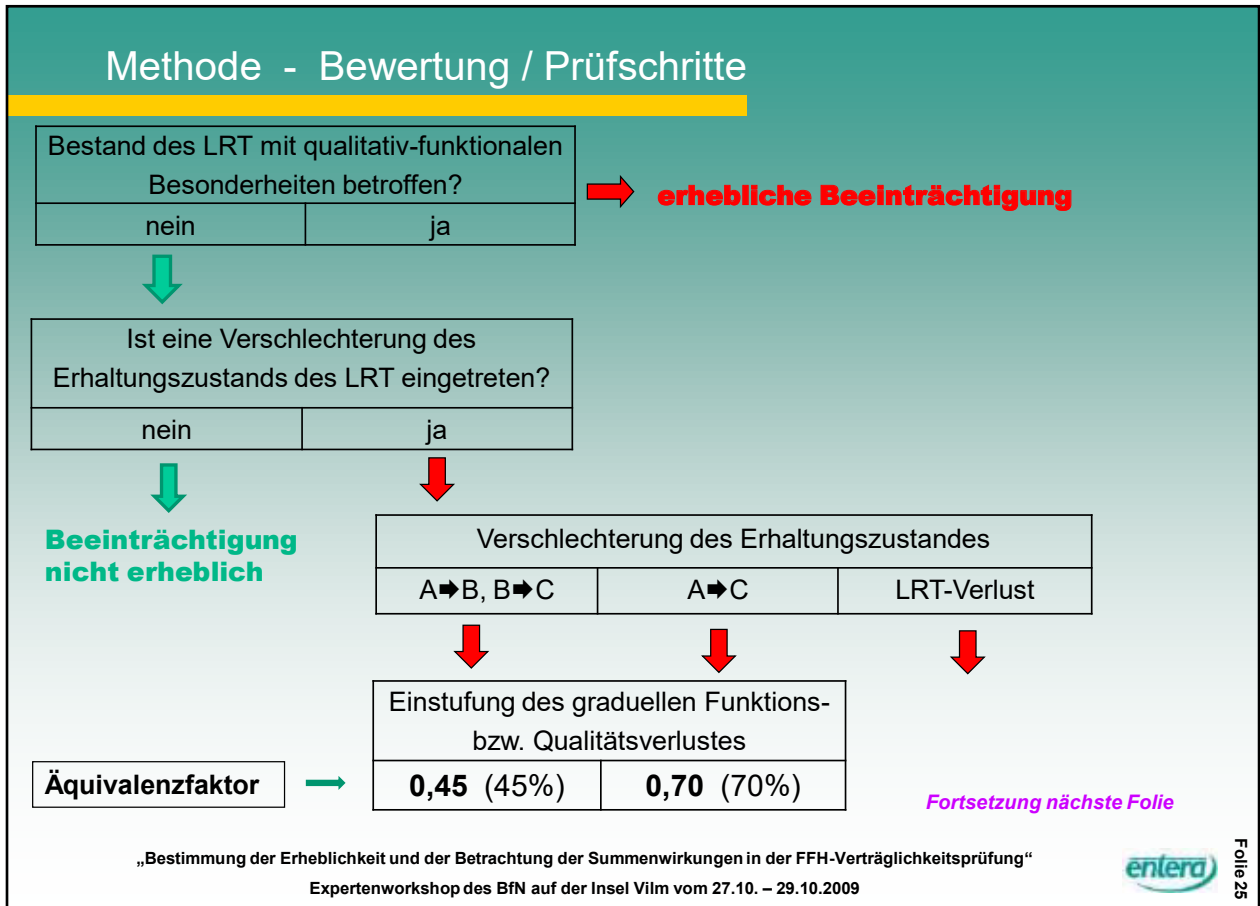 Methode - Bewertung / Prüfschritte
Bestand des LRT mit qualitativ-funktionalen
Besonderheiten betroffen?
nein ja
erhebliche Beeinträchtigung
Ist eine Verschlechterung des
Erhaltungszustands des LRT eingetreten?
nein ja
Beeinträchtigung
nicht erheblich
Verschlechterung des Erhaltungszustandes
A➡B, B➡C A➡C LRT-Verlust
Einstufung des graduellen Funktions-
bzw. Qualitätsverlustes
Äquivalenzfaktor
0,45 (45%) 0,70 (70%)
Fortsetzung nächste Folie
„Bestimmung der Erheblichkeit und der Betrachtung der Summenwirkungen in der FFH-Verträglichkeitsprüfung“
Expertenworkshop des BfN auf der Insel Vilm vom 27.10. – 29.10.2009
entera
Folie 25